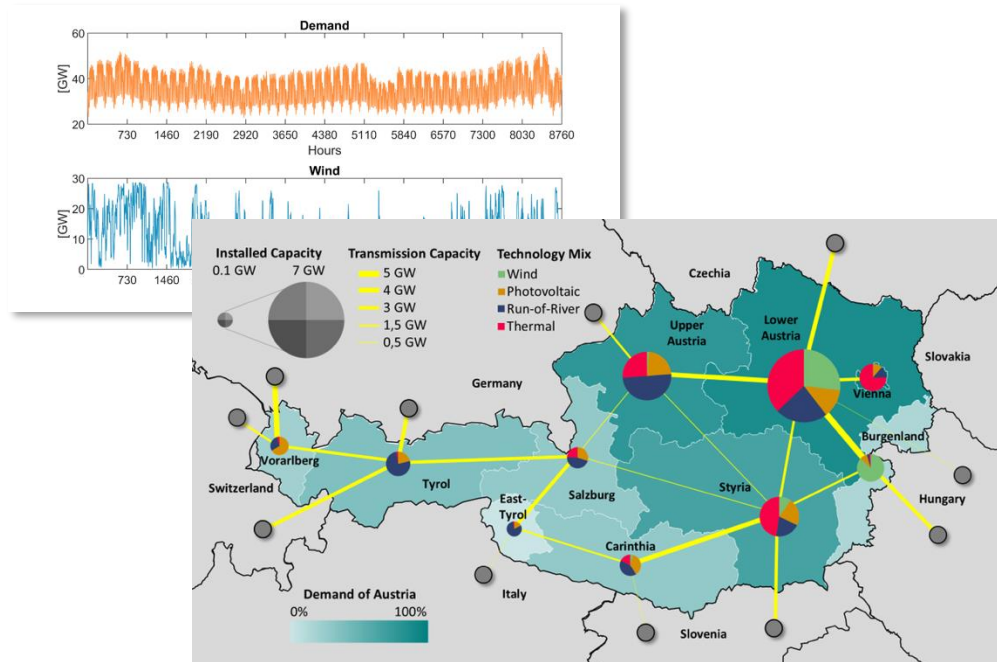 Demand
60
40
20
[GW]
730 1460 2190 2920 3650 4380 5110 5840 6570 7300 8030 8760
Hours
Wind
30
20
10
0
[GW]
730 1460
Installed Capacity
0.1 GW 7 GW
Transmission Capacity
5 GW
4 GW
3 GW
1,5 GW
0,5 GW
Technology Mix
Wind
Photovoltaic
Run-of-River
Thermal
Czechia
Upper
Austria
Lower
Austria
Slovakia
Germany
Vienna
Burgenland
Vorarlberg
Switzerland
Tyrol
Salzburg
Styria
Hungary
East-
Tyrol
Carinthia
Italy
Slovenia
Demand of Austria
0% 100%